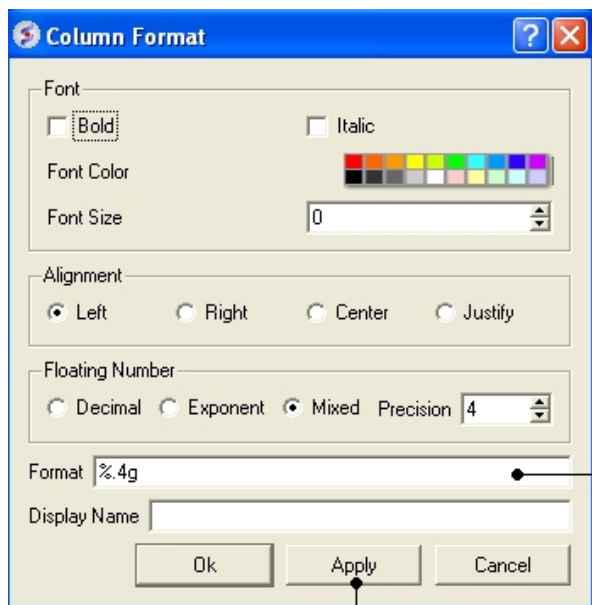 Column Format
Font
Bold Italic
Font Color
Font Size 0
Alignment
Left Right Center Justify
Floating Number
Decimal Exponent Mixed Precision 4
Format %.4g
Display Name
Ok Apply Cancel